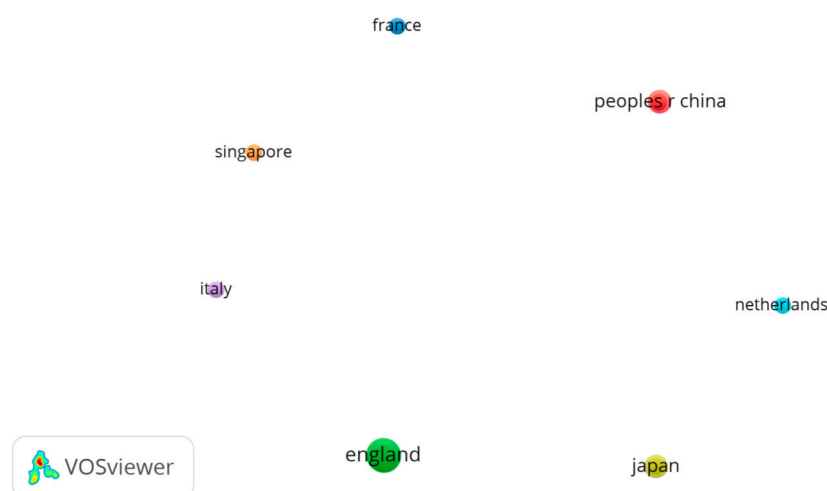 france
peoples r china
singapore
italy
netherlands
england
japan
VOSviewer